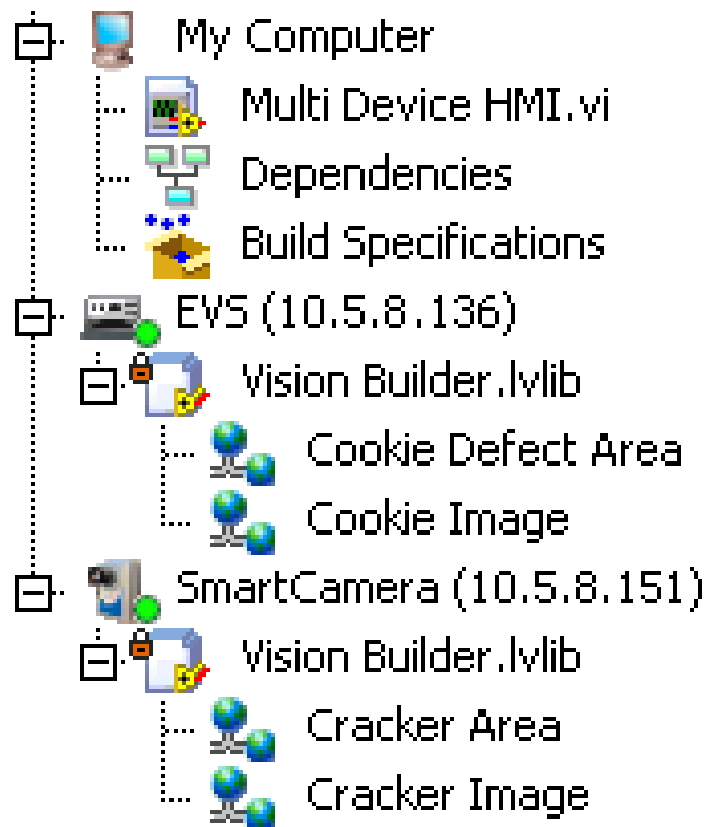 My Computer
Multi Device HMI.vi
Dependencies
Build Specifications
EVS (10.5.8.136)
Vision Builder.lvlib
Cookie Defect Area
Cookie Image
SmartCamera (10.5.8.151)
Vision Builder.lvlib
Cracker Area
Cracker Image